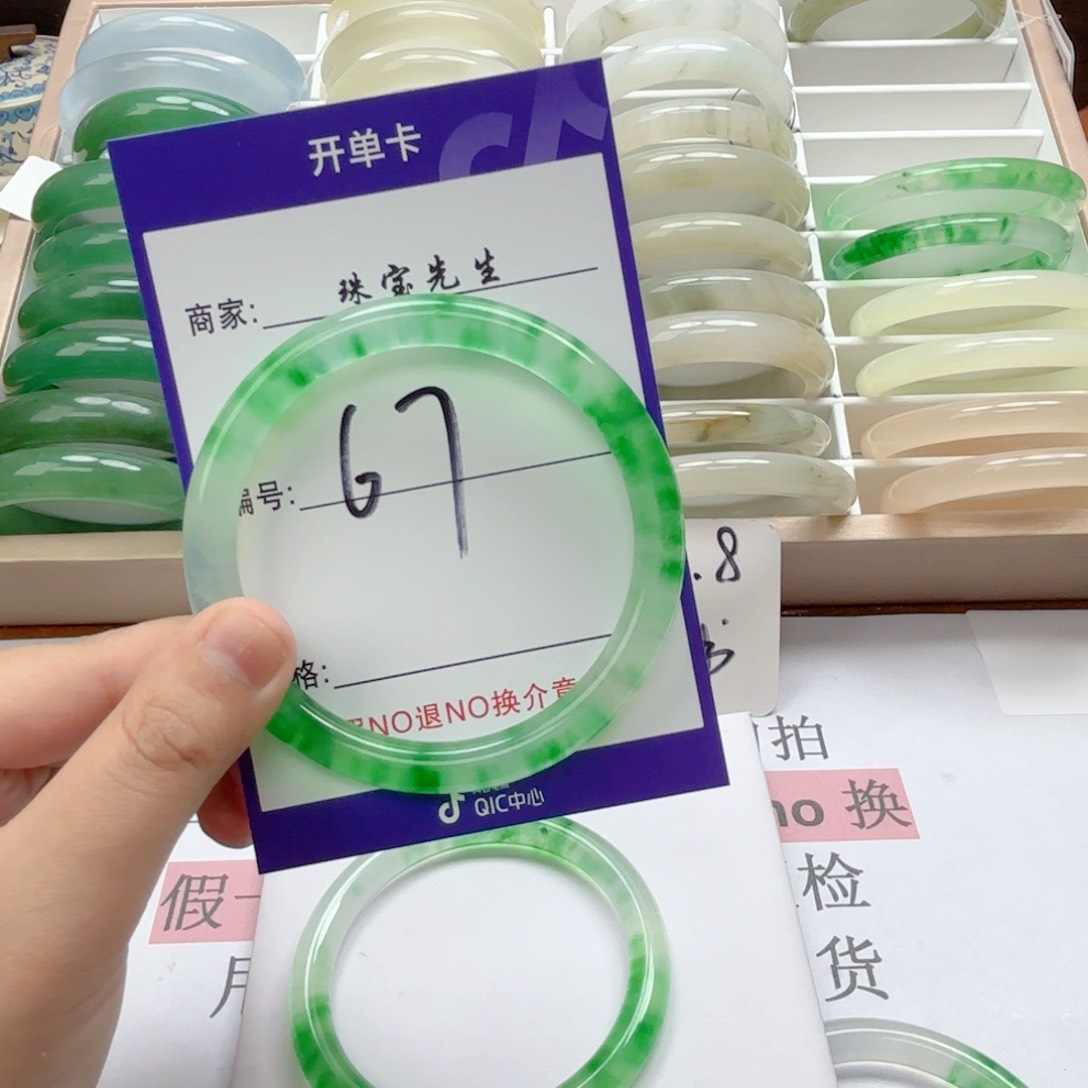 开单卡
商家: 珠宝先生
编号: 67
格:
NO退NO换介意
QIC中心
.8
拍
no 换
检
货
假一